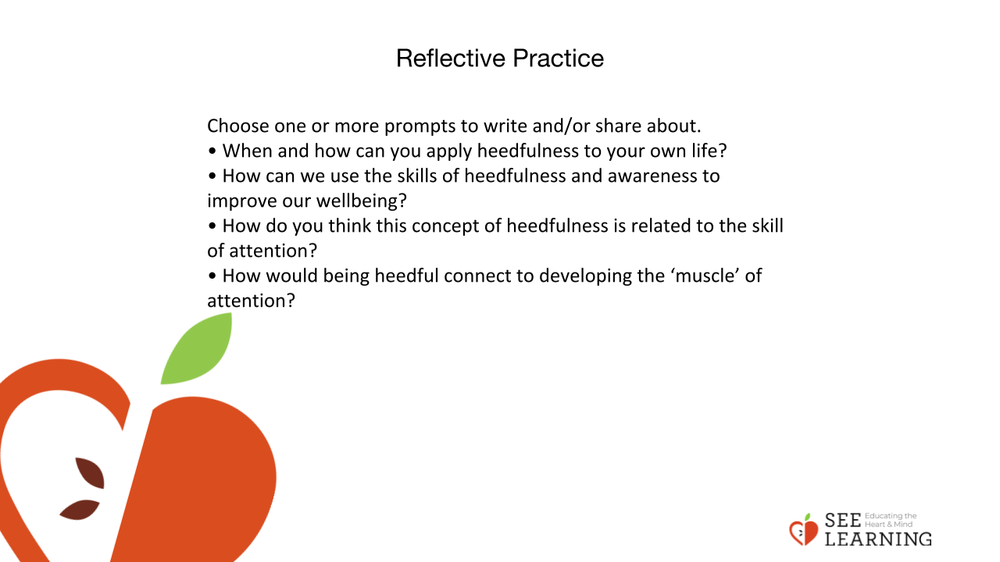 Reflective Practice
Choose one or more prompts to write and/or share about.
• When and how can you apply heedfulness to your own life?
• How can we use the skills of heedfulness and awareness to
improve our wellbeing?
• How do you think this concept of heedfulness is related to the skill
of attention?
• How would being heedful connect to developing the ‘muscle’ of
attention?
SEE Educating the
Heart & Mind
LEARNING